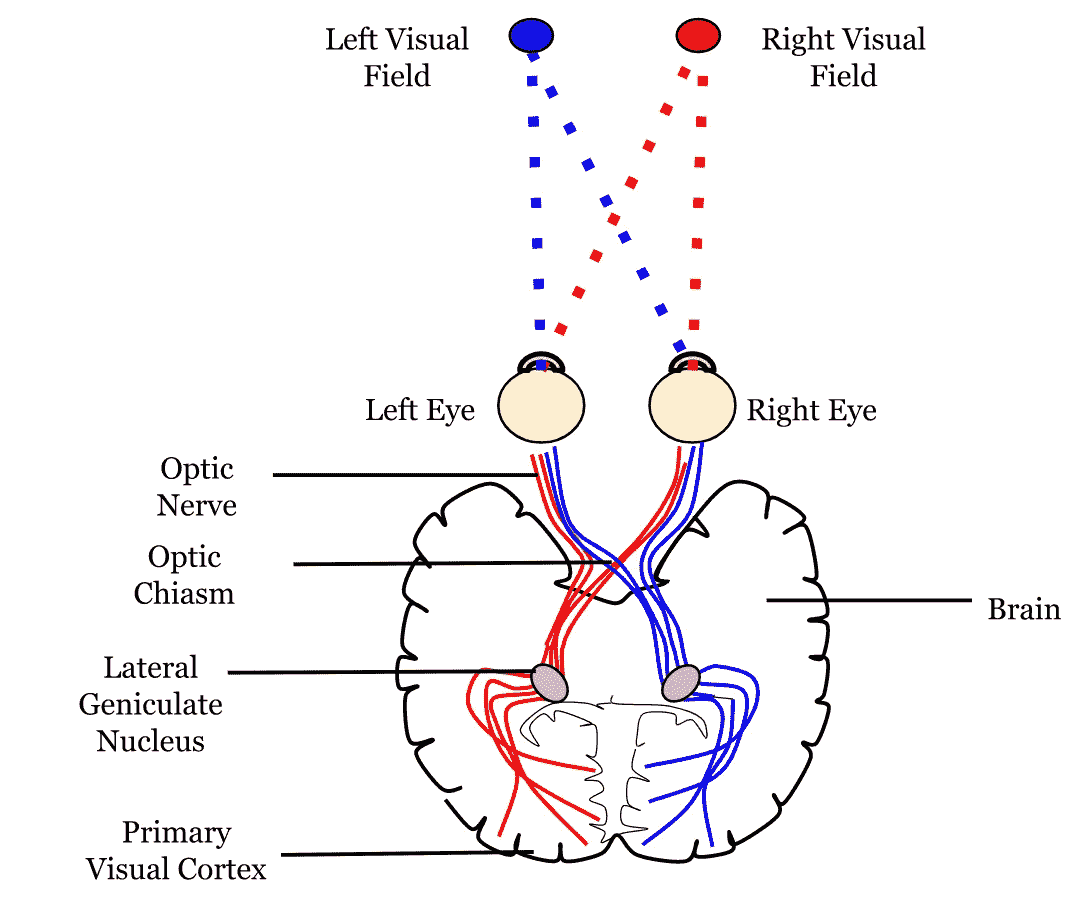 Left Visual
Field
Right Visual
Field
Left Eye
Right Eye
Optic
Nerve
Optic
Chiasm
Brain
Lateral
Geniculate
Nucleus
Primary
Visual Cortex